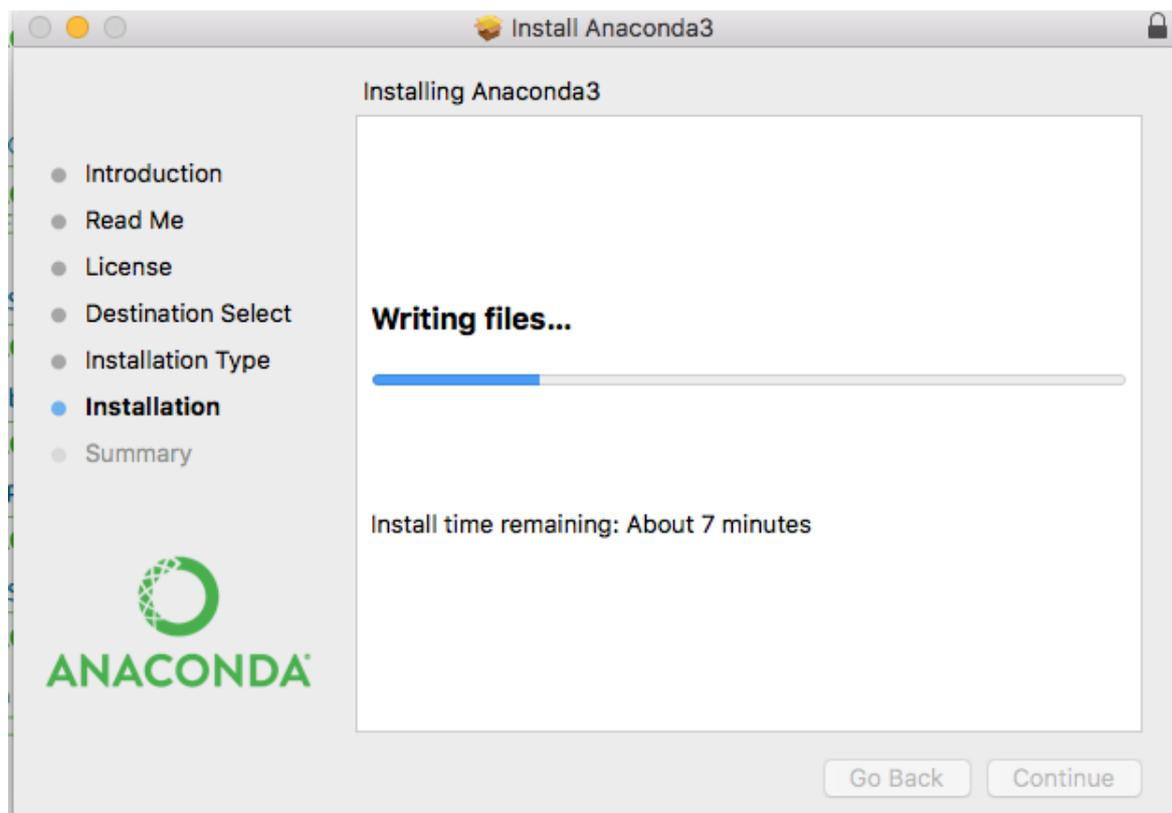 Install Anaconda3
Installing Anaconda3
Introduction
Read Me
License
Destination Select
Installation Type
Installation
Summary
Writing files...
Install time remaining: About 7 minutes
ANACONDA
Go Back
Continue